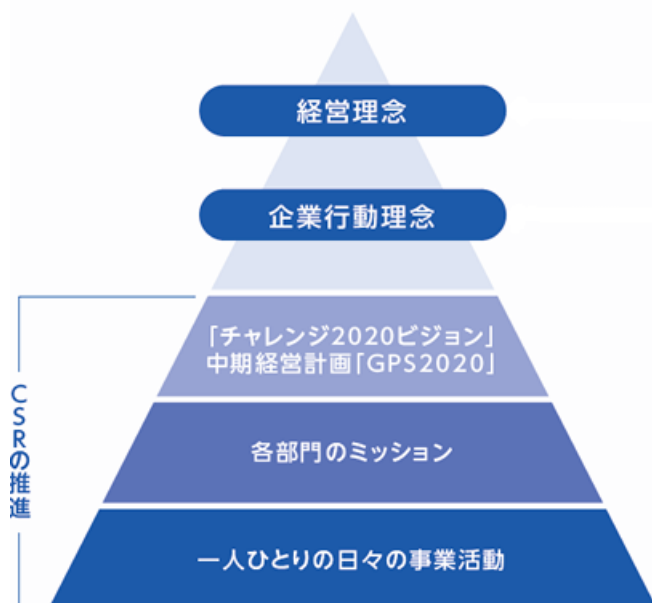 経営理念
企業行動理念
「チャレンジ2020ビジョン」
中期経営計画「GPS2020」
各部門のミッション
一人ひとりの日々の事業活動
CSRの推進